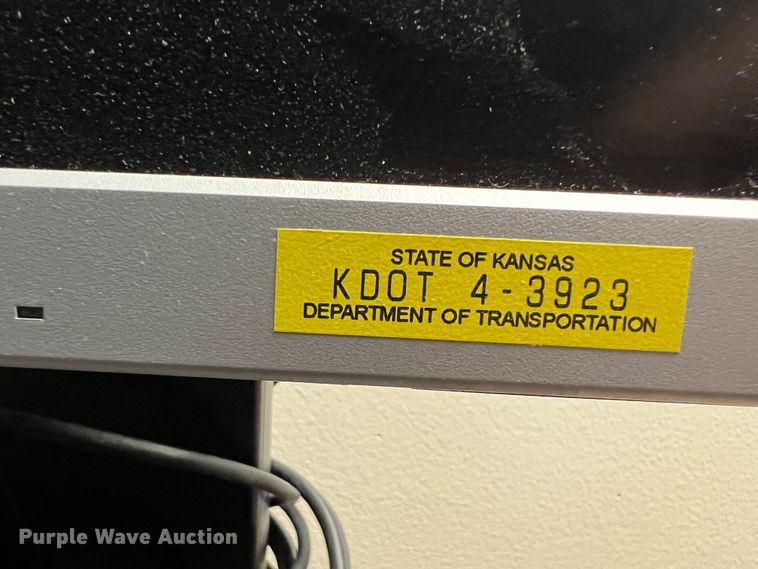 STATE OF KANSAS
KDOT 4-3923
DEPARTMENT OF TRANSPORTATION
Purple Wave Auction